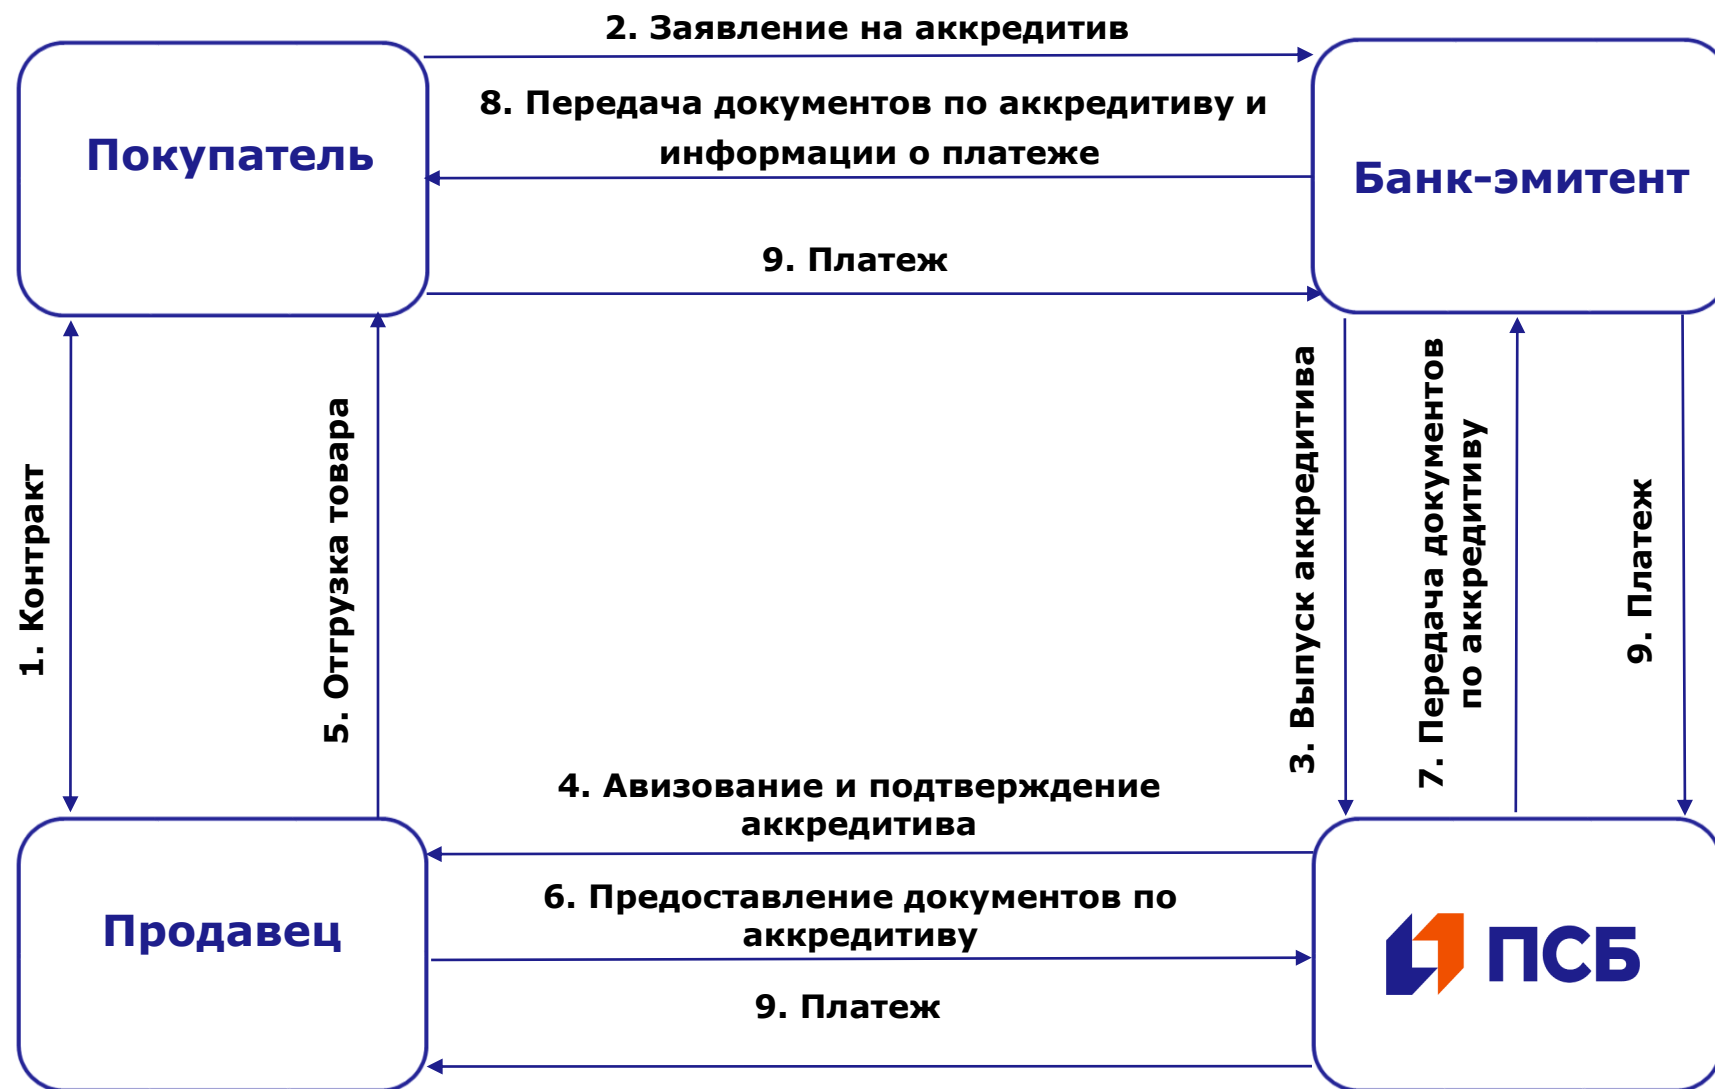 2. Заявление на аккредитив
8. Передача документов по аккредитиву и
информации о платеже
Покупатель
Банк-эмитент
9. Платеж
1. Контракт
5. Отгрузка товара
3. Выпуск аккредитива
7. Передача документов
по аккредитиву
9. Платеж
4. Авизование и подтверждение
аккредитива
6. Предоставление документов по
аккредитиву
Продавец
ПСБ
9. Платеж